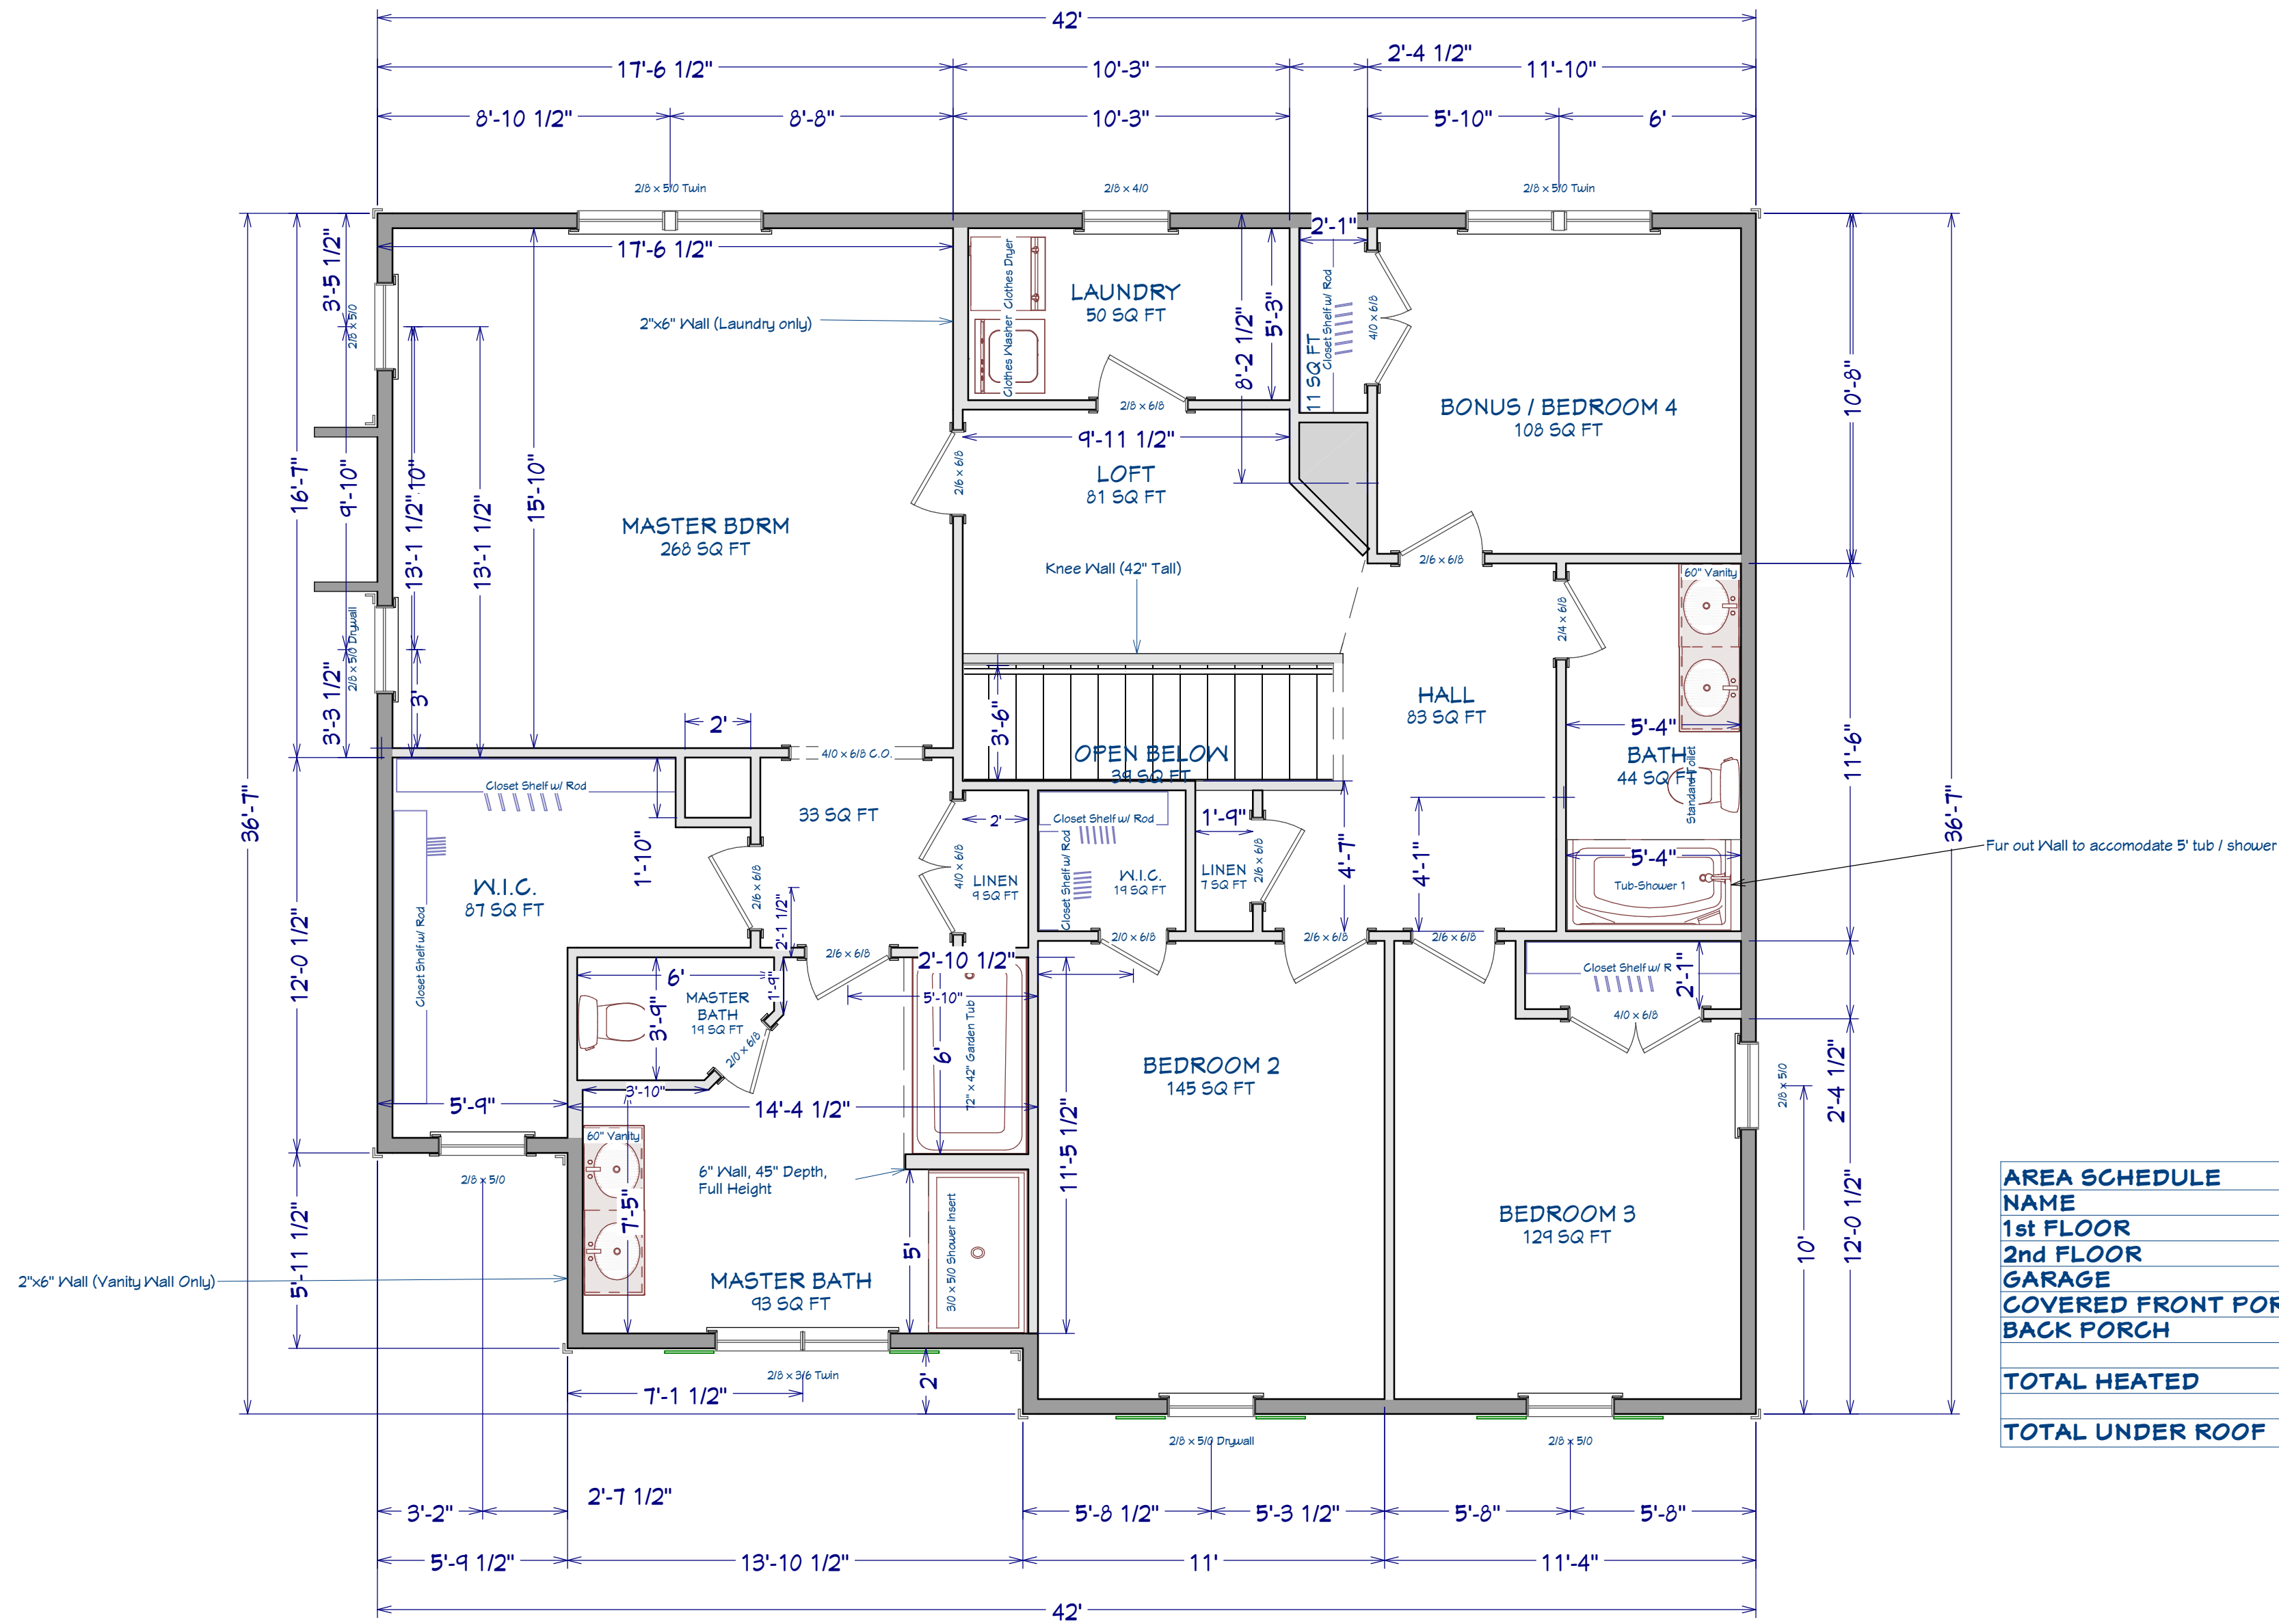 42'
2'-4 1/2"
17'-6 1/2"
10'-3"
11'-10"
8'-10 1/2"
8'-8"
10'-3"
5'-10"
6'
2/8 x 5/0 Twin
2/8 x 4/0
2/8 x 5/0 Twin
2'-1"
17'-6 1/2"
3'-5 1/2"
2/8 x 5/0
2"x6" Wall (Laundry only)
Clothes Dryer
Clothes Washer
LAUNDRY
50 SQ FT
5'-3"
8'-2 1/2"
Closet Shelf w/ Rod
11 SQ FT
4/0 x 6/8
2/8 x 6/8
BONUS / BEDROOM 4
108 SQ FT
10'-8"
9'-11 1/2"
LOFT
81 SQ FT
2/6 x 6/8
16'-7"
9'-10"
13'-1 1/2"
10"
13'-1 1/2"
15'-10"
MASTER BDRM
268 SQ FT
Knee Wall (42" Tall)
2/6 x 6/8
60" Vanity
2/4 x 6/8
2/8 x 5/0 Drywall
3'-3 1/2"
3'
2'
4/0 x 6/8 C.O.
3'-6"
OPEN BELOW
39 SQ FT
HALL
83 SQ FT
5'-4"
BATH
44 SQ FT
Standard Toilet
11'-6"
36'-7"
36'-7"
Closet Shelf w/ Rod
1'-10"
33 SQ FT
2'
4/0 x 6/8
LINEN
9 SQ FT
Closet Shelf w/ Rod
Closet Shelf w/ Rod
W.I.C.
19 SQ FT
1'-9"
LINEN
7 SQ FT
2/6 x 6/8
4'-7"
4'-1"
5'-4"
Tub-Shower 1
Fur out Wall to accomodate 5' tub / shower
W.I.C.
87 SQ FT
Closet Shelf w/ Rod
2/6 x 6/8
2'-1 1/2"
12'-0 1/2"
2/6 x 6/8
2'-10 1/2"
2/0 x 6/8
2/6 x 6/8
2/6 x 6/8
Closet Shelf w/ R
2'-1"
4/0 x 6/8
6'
1'-9"
MASTER
BATH
19 SQ FT
3'-9"
2/0 x 6/8
5'-10"
6'
72" x 42" Garden Tub
3'-10"
5'-9"
14'-4 1/2"
BEDROOM 2
145 SQ FT
11'-5 1/2"
2/8 x 5/0
2'-4 1/2"
60" Vanity
2/8 x 5/0
6" Wall, 45" Depth,
Full Height
7'-5"
5'
3/0 x 5/0 Shower Insert
BEDROOM 3
129 SQ FT
10'
12'-0 1/2"
5'-11 1/2"
2"x6" Wall (Vanity Wall Only)
MASTER BATH
93 SQ FT
AREA SCHEDULE
NAME
1st FLOOR
2nd FLOOR
GARAGE
COVERED FRONT POR
BACK PORCH
TOTAL HEATED
TOTAL UNDER ROOF
2/8 x 3/6 Twin
7'-1 1/2"
2'
2/8 x 5/0 Drywall
2/8 x 5/0
2'-7 1/2"
3'-2"
5'-8 1/2"
5'-3 1/2"
5'-8"
5'-8"
5'-9 1/2"
13'-10 1/2"
11'
11'-4"
42'